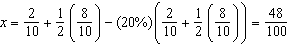 x = 2/10 + 1/2 (8/10) − (20%)(2/10 + 1/2 (8/10)) = 48/100